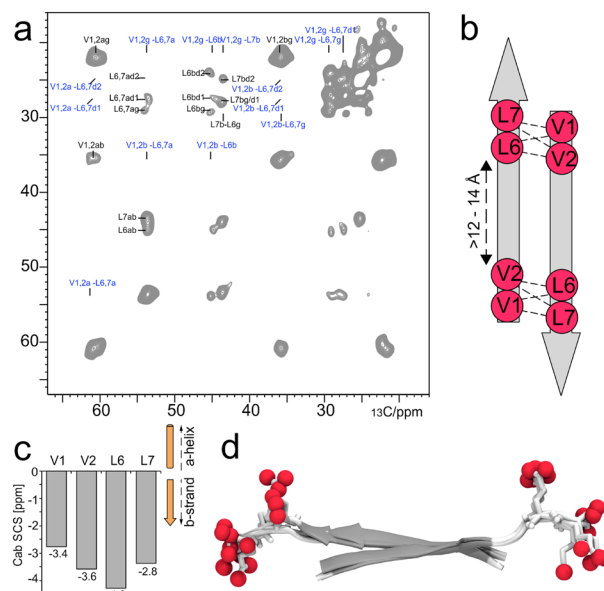 a
V1,2ag
V1,2g -L6,7a
V1,2g -L6b
V1,2g -L7b
V1,2bg
V1,2g -L6,7d1
V1,2g -L6,7g
V1,2a -L6,7d2
L6,7ad2
L6bd2
L7bd2
V1,2b -L6,7d2
V1,2a -L6,7d1
L6,7ad1
L6bd1
L7bg/d1
V1,2b -L6,7d1
L6,7ag
L6bg
L7b-L6g
V1,2b-L6,7g
V1,2ab
V1,2b -L6,7a
V1,2b -L6b
L7ab
L6ab
V1,2a -L6,7a
20
25
30
35
40
45
50
55
60
60
50
40
30
13C/ppm
b
L7
V1
L6
V2
>12 - 14 Å
V2
L6
V1
L7
c
V1 V2 L6 L7
a-helix
b-strand
Cab SCS [ppm]
0
-1
-2
-3
-4
-3.4
-3.6
-2.8
d